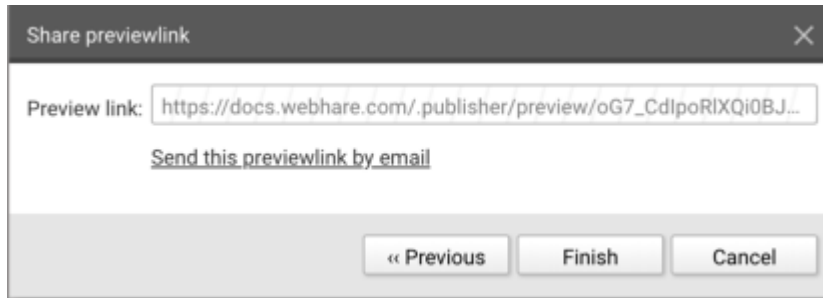 Share previewlink
Preview link: https://docs.webhare.com/.publisher/preview/oG7_CdIpoRlXQi0BJ...
Send this previewlink by email
‹‹ Previous Finish Cancel